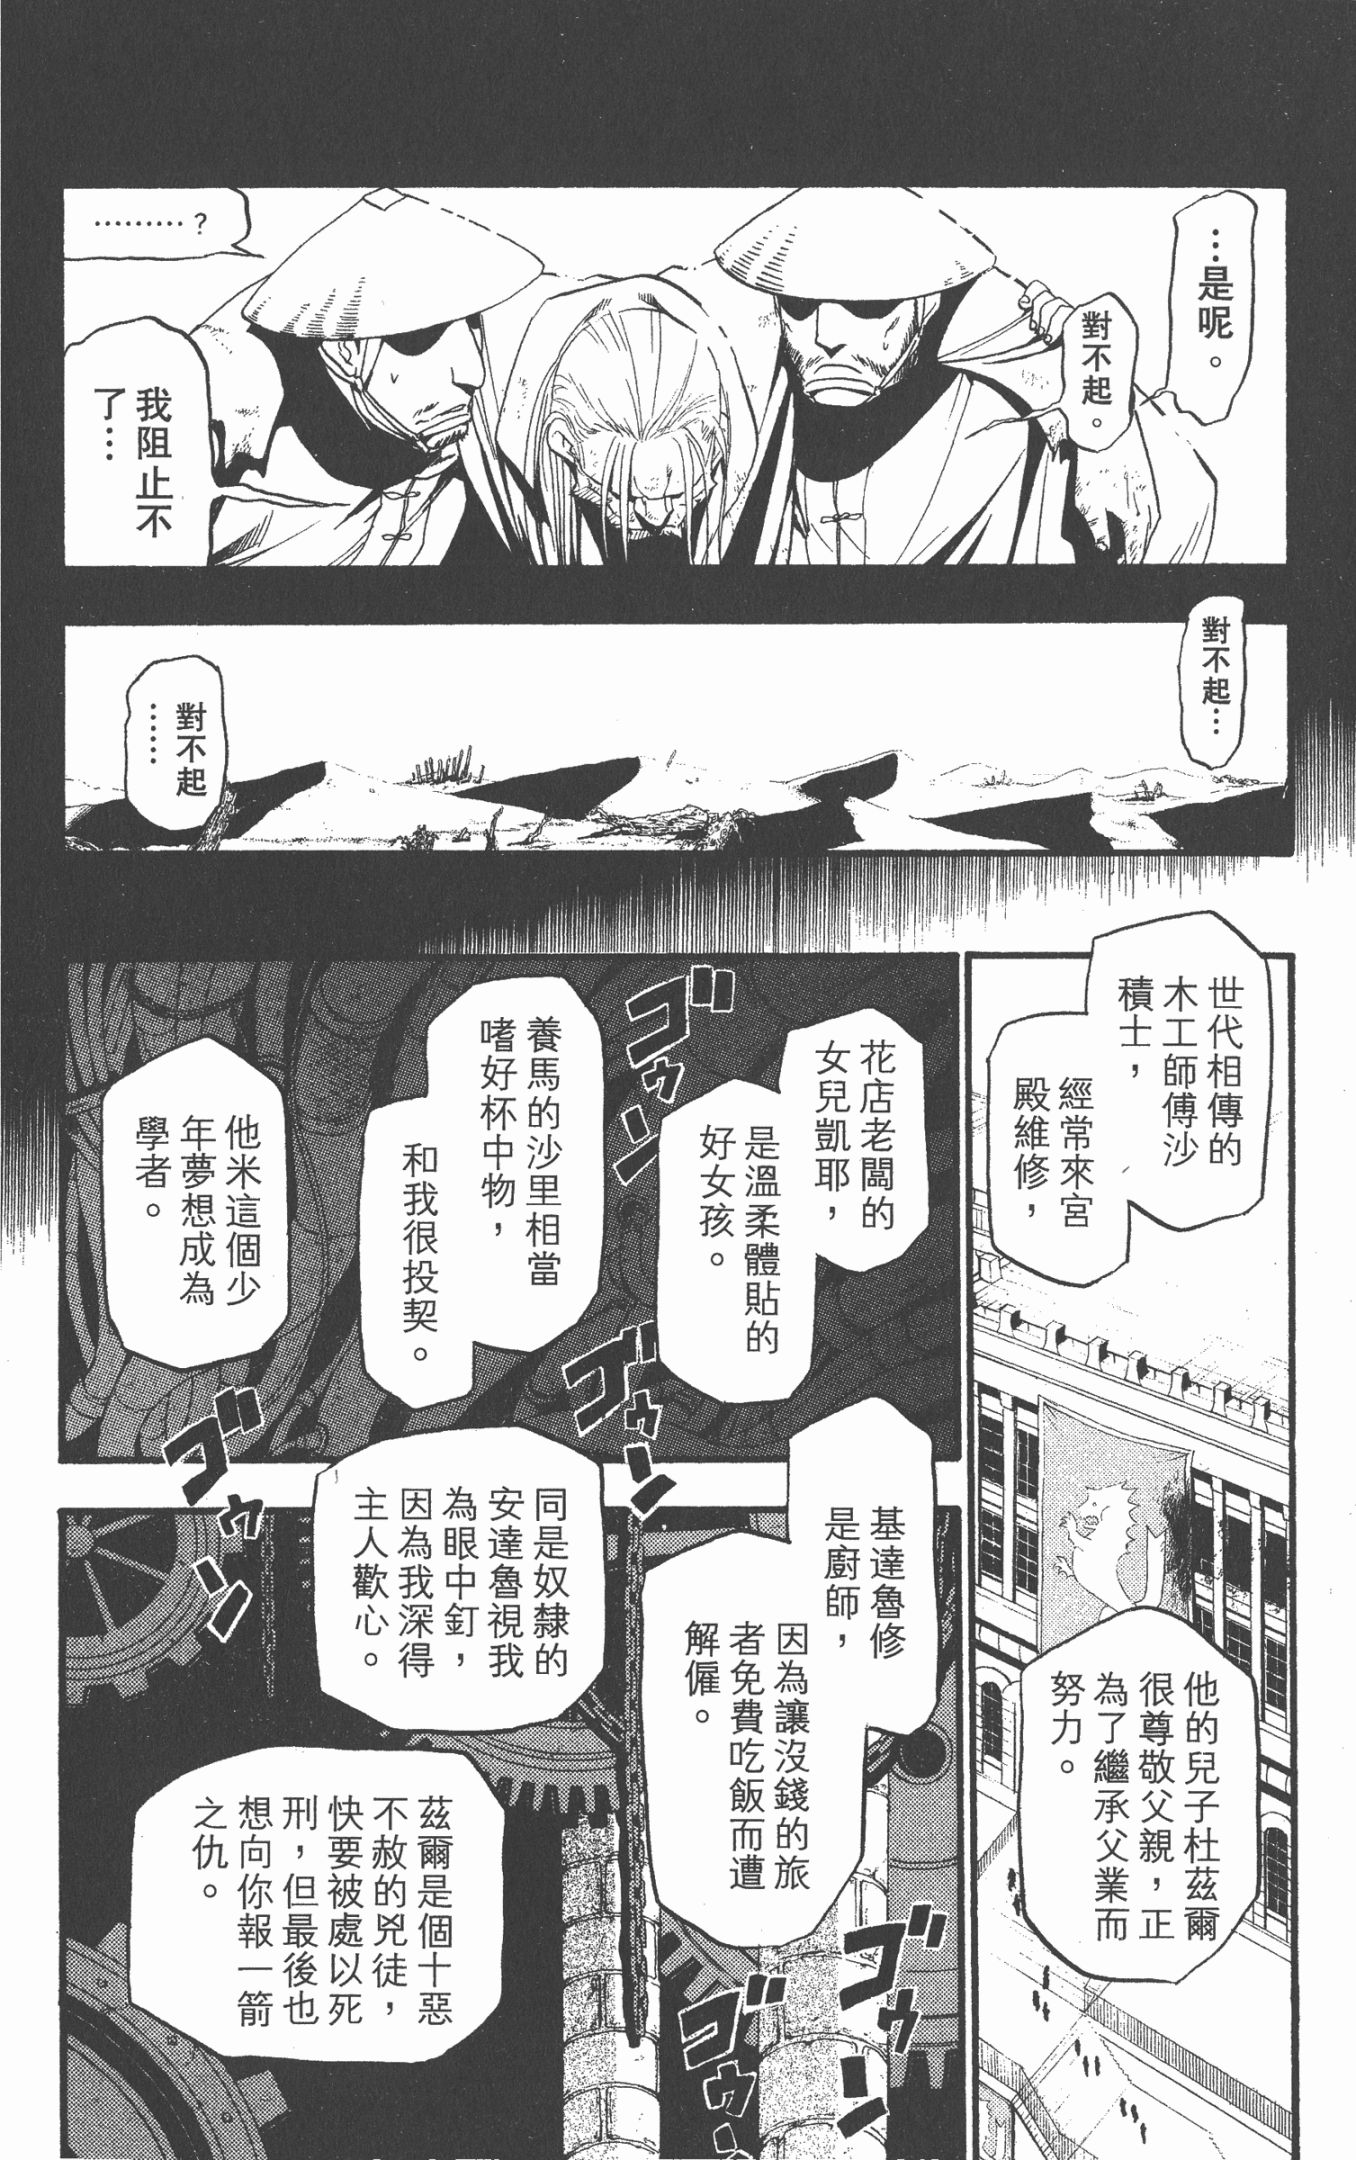 …是呢。
對不起。
………？
我阻止不
了…
對不起…
對不起
……
世代相傳的
木工師傅沙
積士，
經常來宮
殿維修，
他的兒子杜茲爾
很尊敬父親，正
為了繼承父業而
努力。
花店老闆的
女兒凱耶，
是溫柔體貼的
好女孩。
ゴゥン
養馬的沙里相當
嗜好杯中物，
和我很投契。
他米這個少
年夢想成為
學者。
ゴゥン
ゴゥン
基達魯修
是廚師，
因為讓沒錢的旅
者免費吃飯而遭
解僱。
同是奴隸的
安達魯視我
為眼中釘，
因為我深得
主人歡心。
茲爾是個十惡
不赦的兇徒，
快要被處以死
刑，但最後也
想向你報一箭
之仇。
ゴゥン
ゴゥン